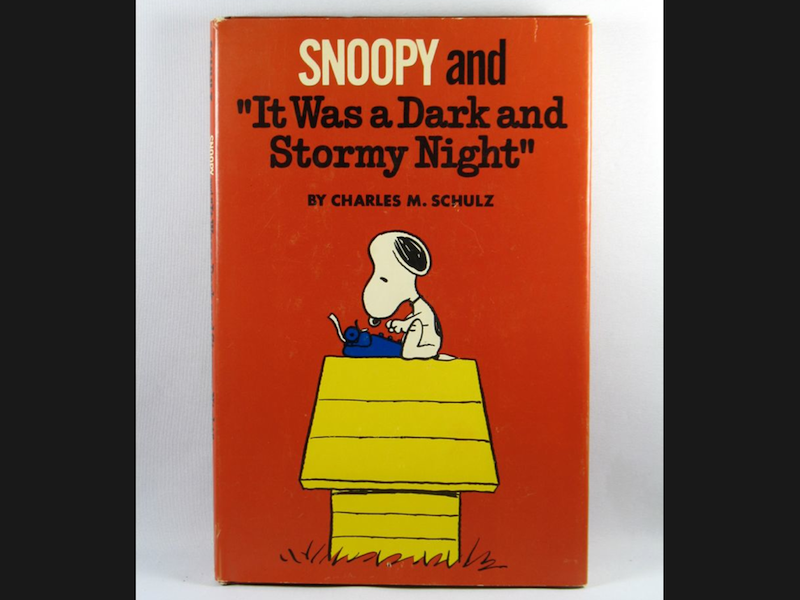 SNOOPY and
"It Was a Dark and
Stormy Night"
BY CHARLES M. SCHULZ